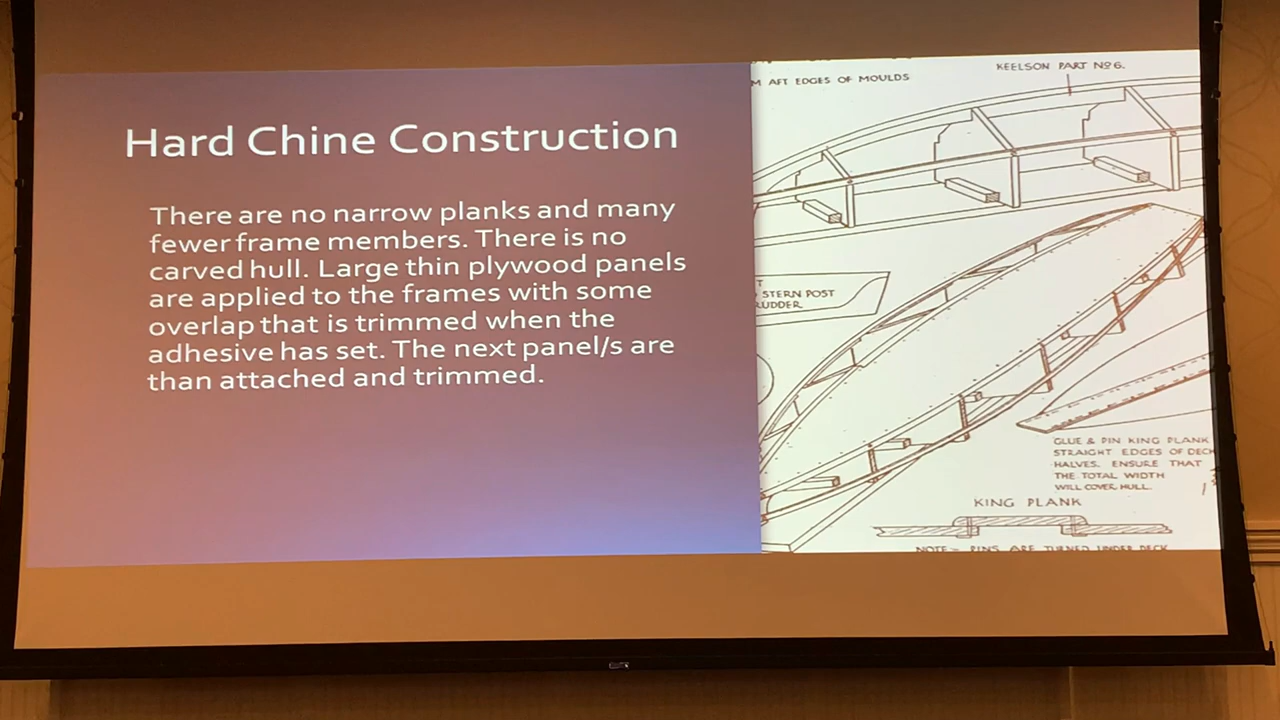 Hard Chine Construction
There are no narrow planks and many
fewer frame members. There is no
carved hull. Large thin plywood panels
are applied to the frames with some
overlap that is trimmed when the
adhesive has set. The next panel/s are
than attached and trimmed.
KEELSON PART Nº 6.
M AFT EDGES OF MOULDS
T
STERN POST
RUDDER
GLUE & PIN KING PLANK
STRAIGHT EDGES OF DECK
HALVES. ENSURE THAT
THE TOTAL WIDTH
WILL COVER HULL.
KING PLANK
NOTE - PINS ARE TURNED UNDER DECK